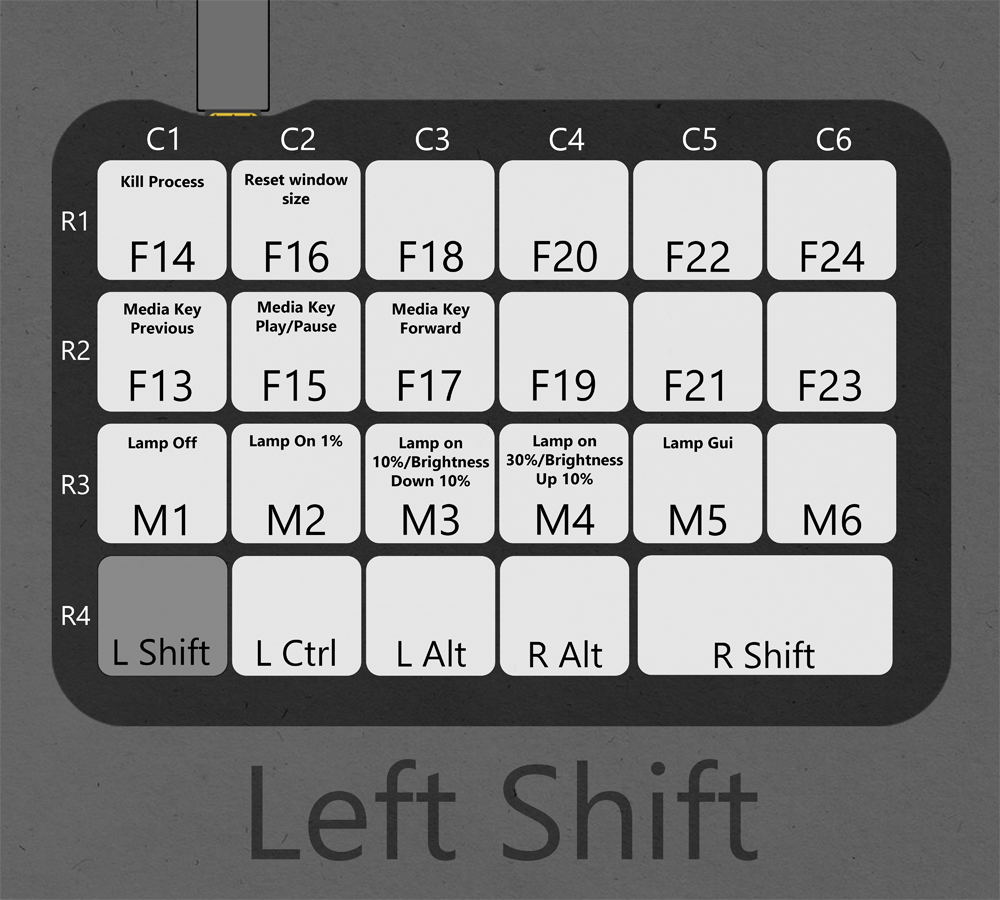 C1 C2 C3 C4 C5 C6
R1
Kill Process
F14
Reset window
size
F16
F18
F20
F22
F24
R2
Media Key
Previous
F13
Media Key
Play/Pause
F15
Media Key
Forward
F17
F19
F21
F23
R3
Lamp Off
M1
Lamp On 1%
M2
Lamp on
10%/Brightness
Down 10%
M3
Lamp on
30%/Brightness
Up 10%
M4
Lamp Gui
M5
M6
R4
L Shift
L Ctrl
L Alt
R Alt
R Shift
Left Shift